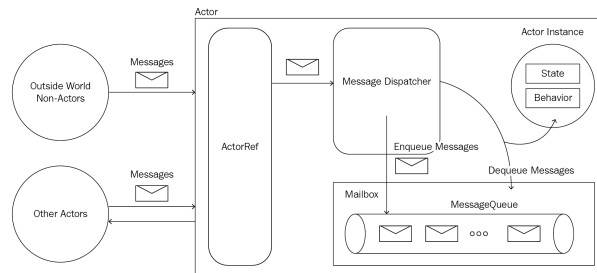 Actor
Actor Instance
Messages
Outside World
Non-Actors
ActorRef
Message Dispatcher
State
Behavior
Enqueue Messages
Dequeue Messages
Messages
Other Actors
Mailbox
MessageQueue